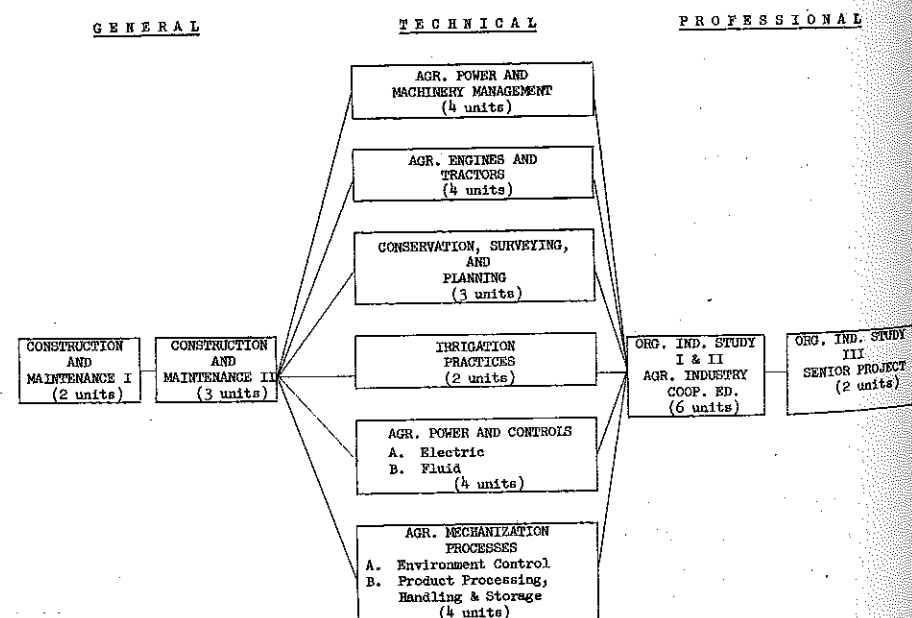 GENERAL
TECHNICAL
PROFESSIONAL
AGR. POWER AND
MACHINERY MANAGEMENT
(4 units)
AGR. ENGINES AND
TRACTORS
(4 units)
CONSERVATION, SURVEYING,
AND
PLANNING
(3 units)
CONSTRUCTION
AND
MAINTENANCE I
(2 units)
CONSTRUCTION
AND
MAINTENANCE II
(3 units)
IRRIGATION
PRACTICES
(2 units)
AGR. POWER AND CONTROLS
A. Electric
B. Fluid
(4 units)
AGR. MECHANIZATION
PROCESSES
A. Environment Control
B. Product Processing,
Handling & Storage
(4 units)
ORG. IND. STUDY
I & II
AGR. INDUSTRY
COOP. ED.
(6 units)
ORG. IND. STUDY
III
SENIOR PROJECT
(2 units)